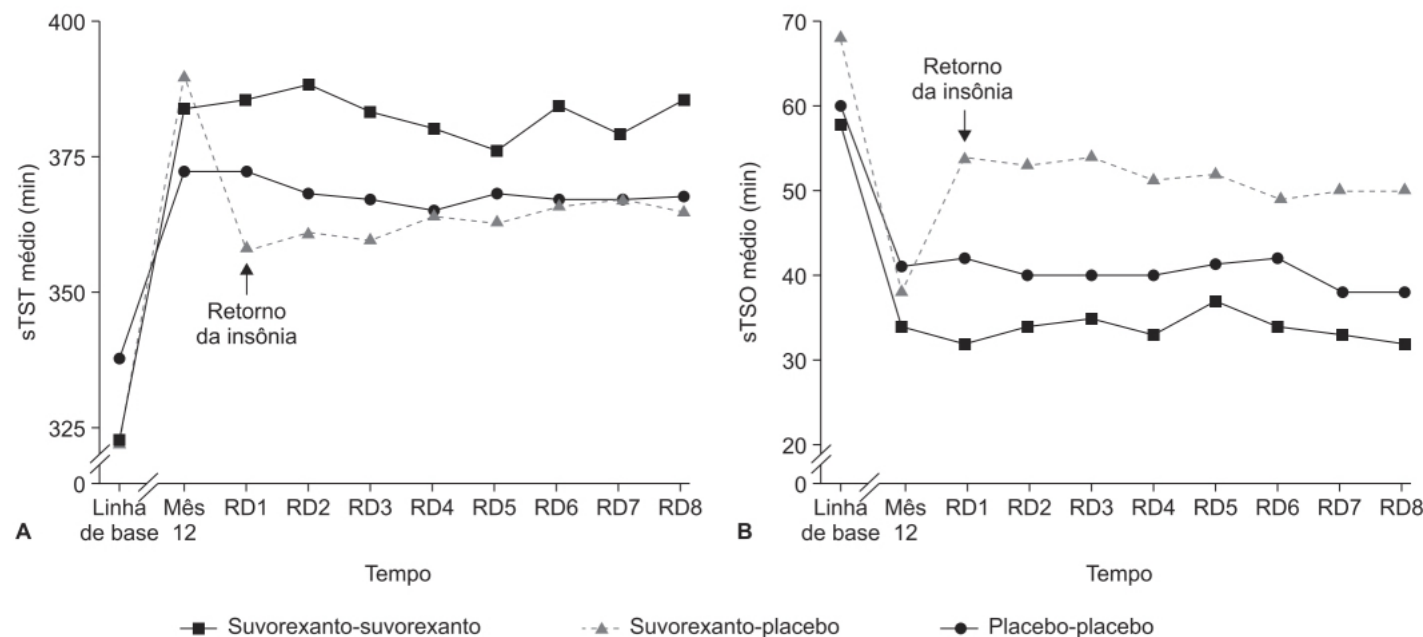 400
375
350
325
0
sTST médio (min)
Retorno
da insônia
Linha
de base
Mês
12
RD1 RD2 RD3 RD4 RD5 RD6 RD7 RD8
A
Tempo
70
60
50
40
30
20
0
sTSO médio (min)
Retorno
da insônia
Linha
de base
Mês
12
RD1 RD2 RD3 RD4 RD5 RD6 RD7 RD8
B
Tempo
Suvorexanto-suvorexanto Suvorexanto-placebo Placebo-placebo